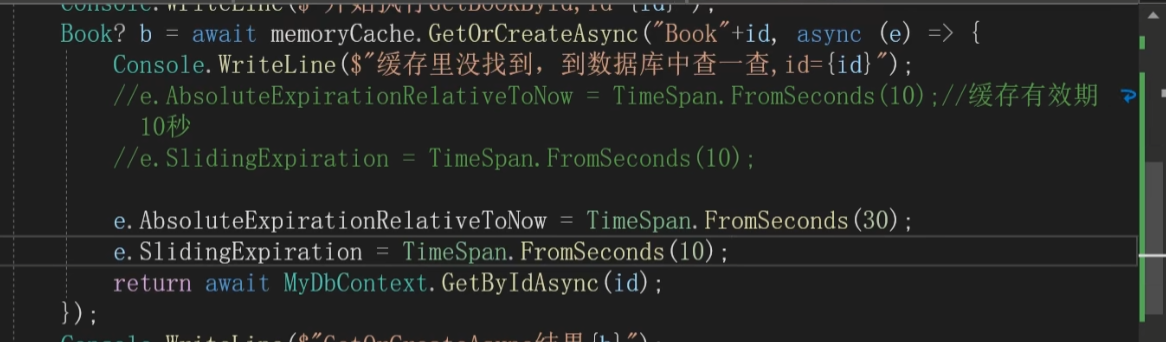 Console.WriteLine($"开始执行GetBookById,id={id}");
Book? b = await memoryCache.GetOrCreateAsync("Book"+id, async (e) => {
Console.WriteLine($"缓存里没找到，到数据库中查一查,id={id}");
//e.AbsoluteExpirationRelativeToNow = TimeSpan.FromSeconds(10);//缓存有效期
10秒
//e.SlidingExpiration = TimeSpan.FromSeconds(10);
e.AbsoluteExpirationRelativeToNow = TimeSpan.FromSeconds(30);
e.SlidingExpiration = TimeSpan.FromSeconds(10);
return await MyDbContext.GetByIdAsync(id);
});
Console.WriteLine($"GetOrCreateAsync结果{b}");